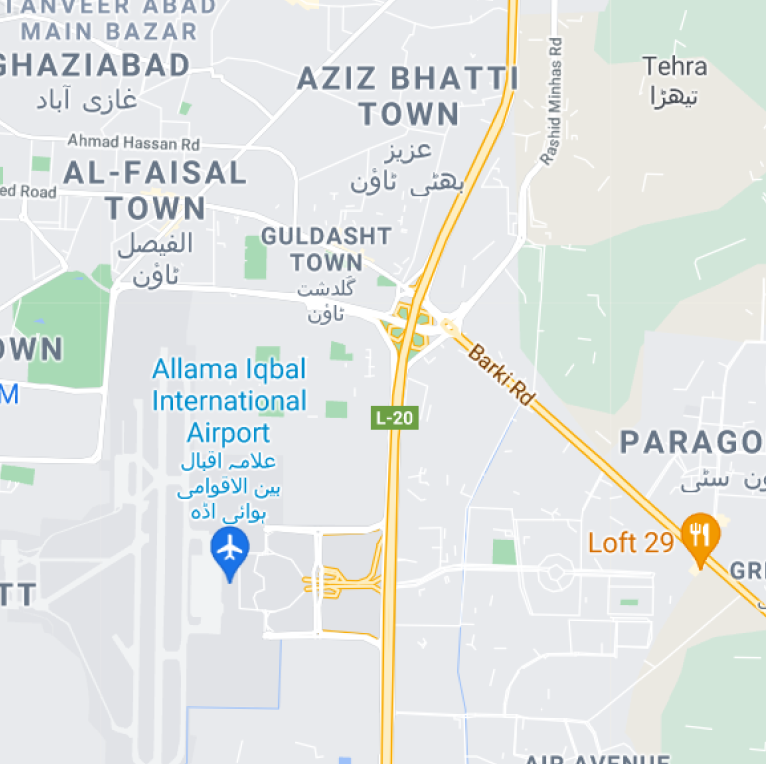 TANVEER ABAD
MAIN BAZAR
GHAZIABAD
غازی آباد
AZIZ BHATTI
TOWN
عزیز
بھٹی ٹاؤن
Rashid Minhas Rd
Tehra
تیھڑا
Ahmad Hassan Rd
AL-FAISAL
TOWN
الفیصل
ٹاؤن
ed Road
GULDASHT
TOWN
گلدشت
ٹاؤن
OWN
M
Allama Iqbal
International
Airport
علامہ اقبال
بین الاقوامی
ہوائی اڈہ
Barki Rd
L-20
PARAGO
ون سٹی
Loft 29
GRE
TT
AIR AVENUE